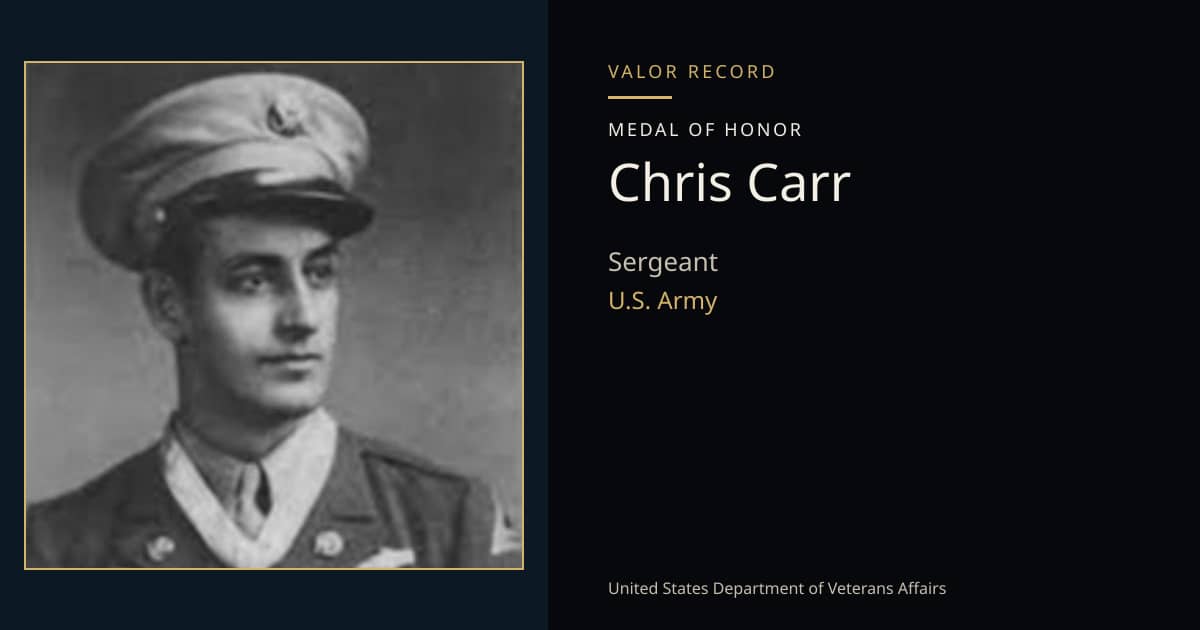 VALOR RECORD
MEDAL OF HONOR
Chris Carr
Sergeant
U.S. Army
United States Department of Veterans Affairs